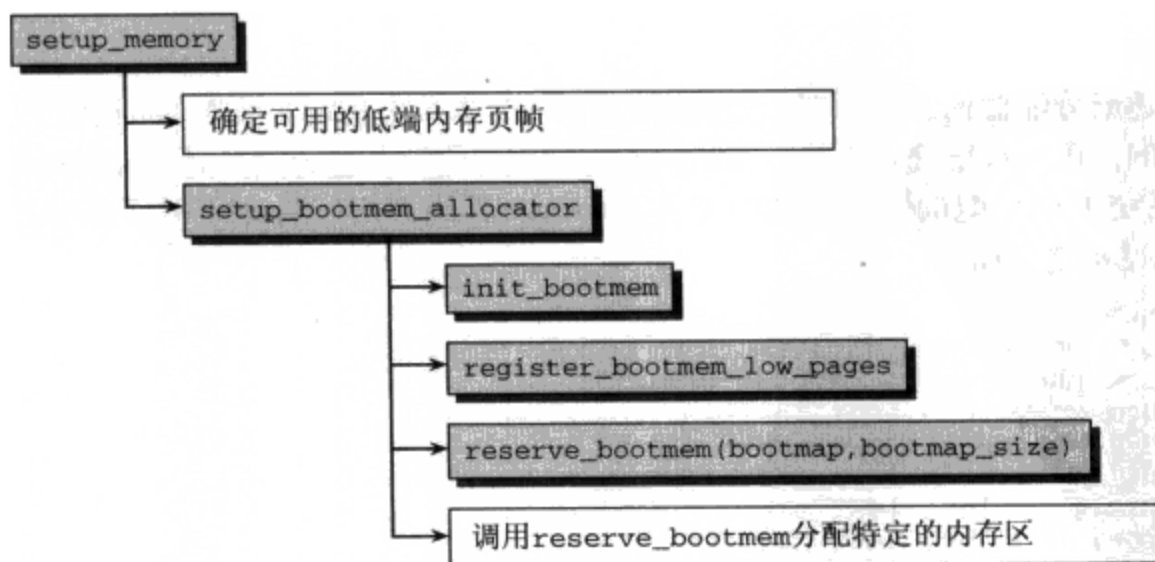 setup_memory
确定可用的低端内存页帧
setup_bootmem_allocator
init_bootmem
register_bootmem_low_pages
reserve_bootmem(bootmap,bootmap_size)
调用reserve_bootmem分配特定的内存区